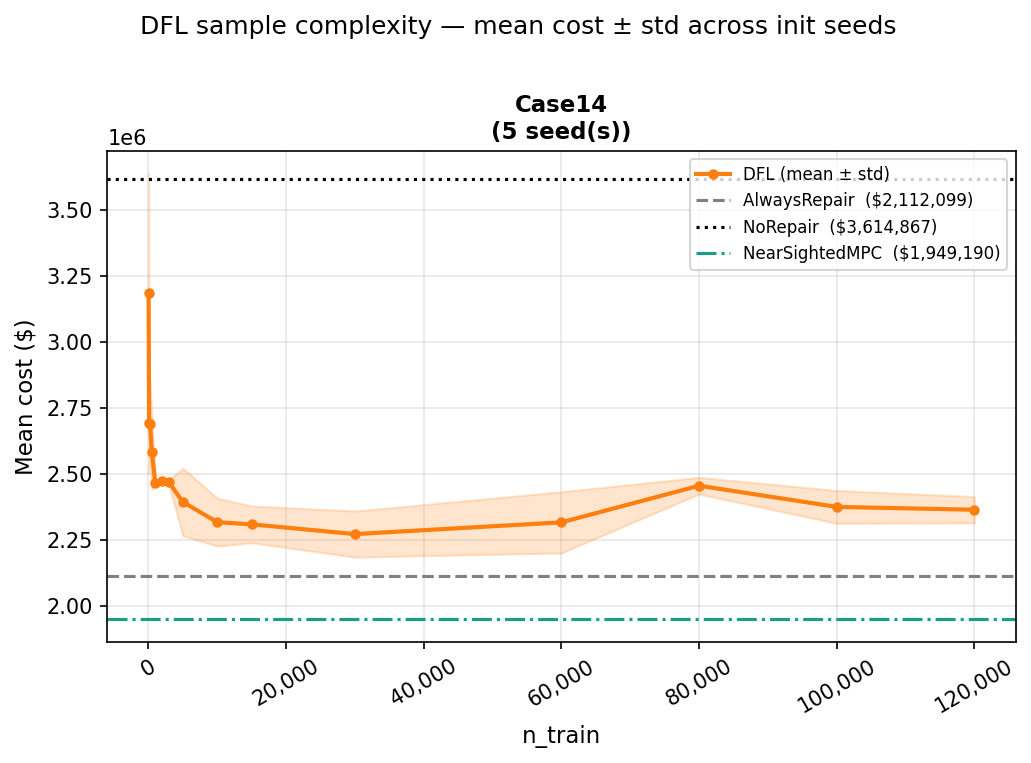 DFL sample complexity — mean cost ± std across init seeds
Case14
(5 seed(s))
1e6
DFL (mean ± std)
AlwaysRepair ($2,112,099)
NoRepair ($3,614,867)
NearSightedMPC ($1,949,190)
3.50
3.25
3.00
2.75
2.50
2.25
2.00
Mean cost ($)
0
20,000
40,000
60,000
80,000
100,000
120,000
n_train